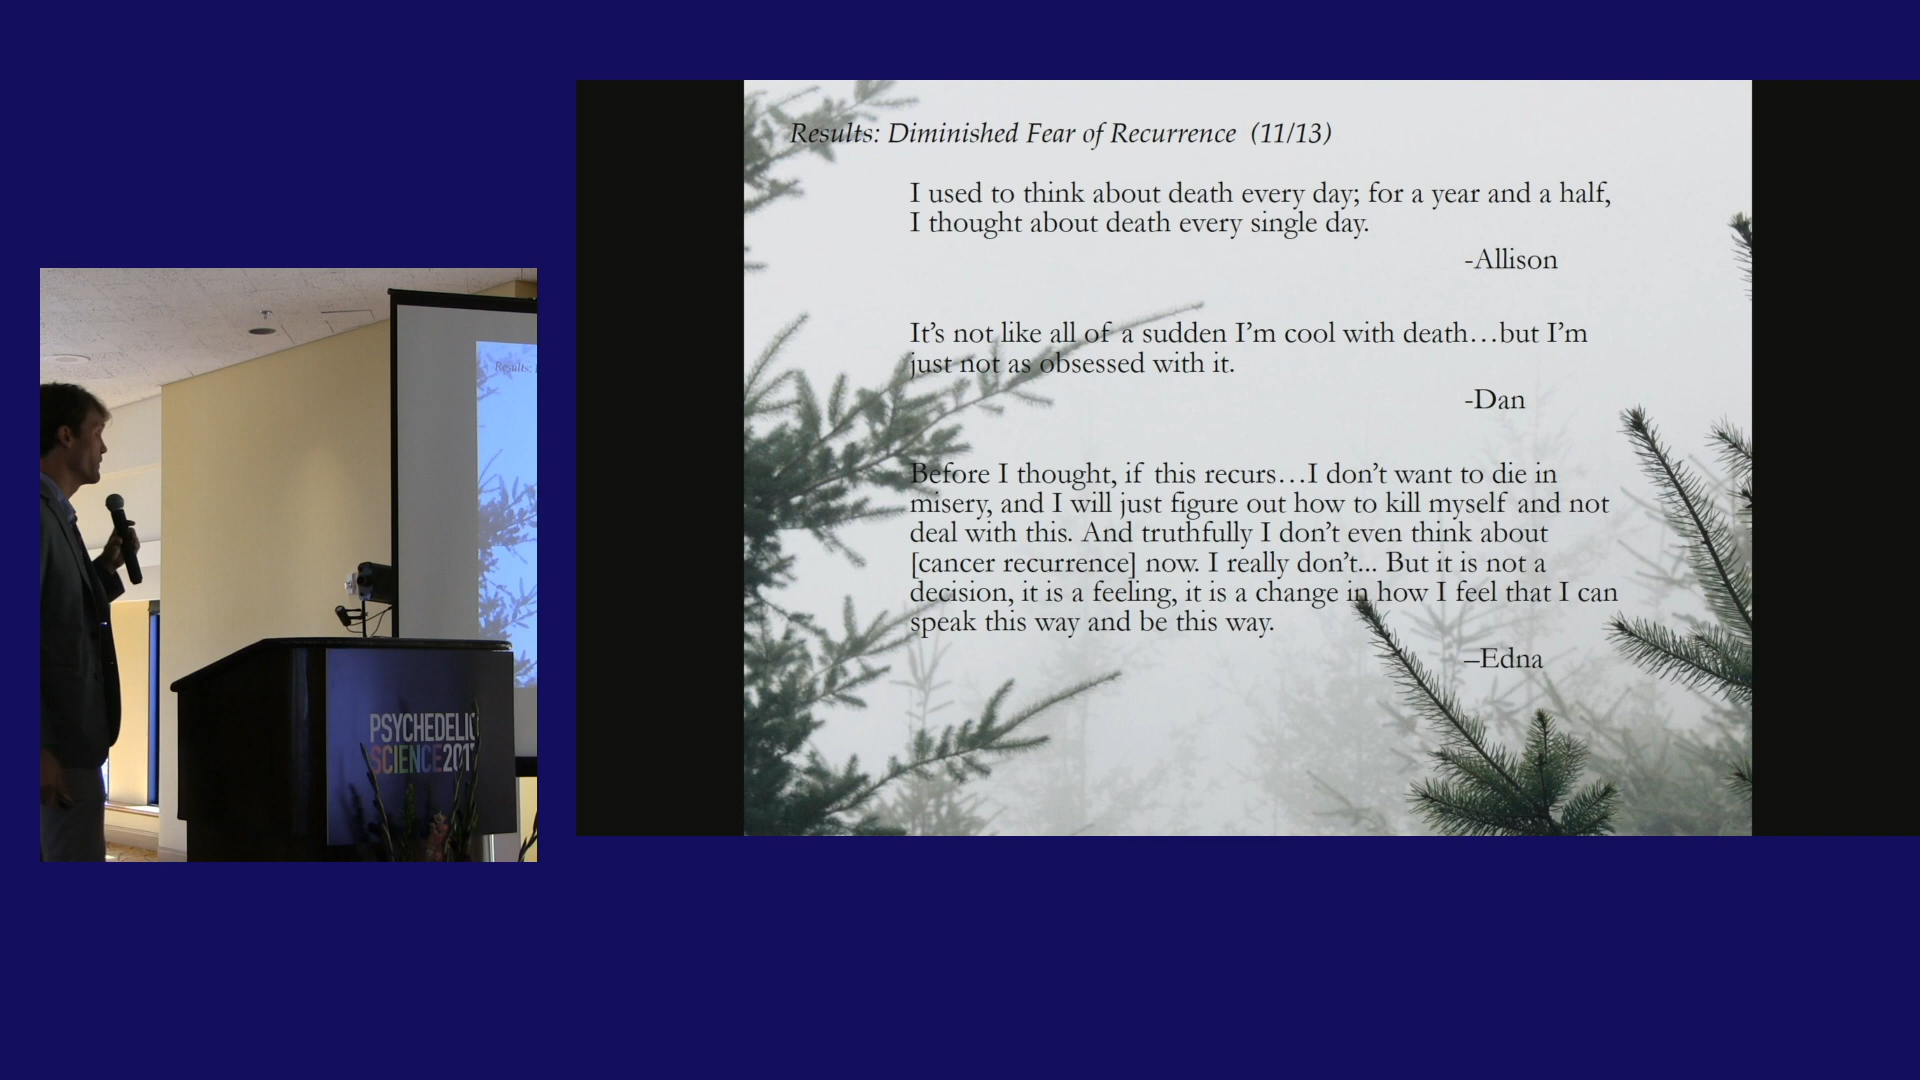 Results: Diminished Fear of Recurrence (11/13)
I used to think about death every day; for a year and a half,
I thought about death every single day.
-Allison
It's not like all of a sudden I'm cool with death…but I'm
just not as obsessed with it.
-Dan
Before I thought, if this recurs…I don't want to die in
misery, and I will just figure out how to kill myself and not
deal with this. And truthfully I don't even think about
[cancer recurrence] now. I really don't... But it is not a
decision, it is a feeling, it is a change in how I feel that I can
speak this way and be this way.
–Edna
Results:
PSYCHEDELIC
SCIENCE2017